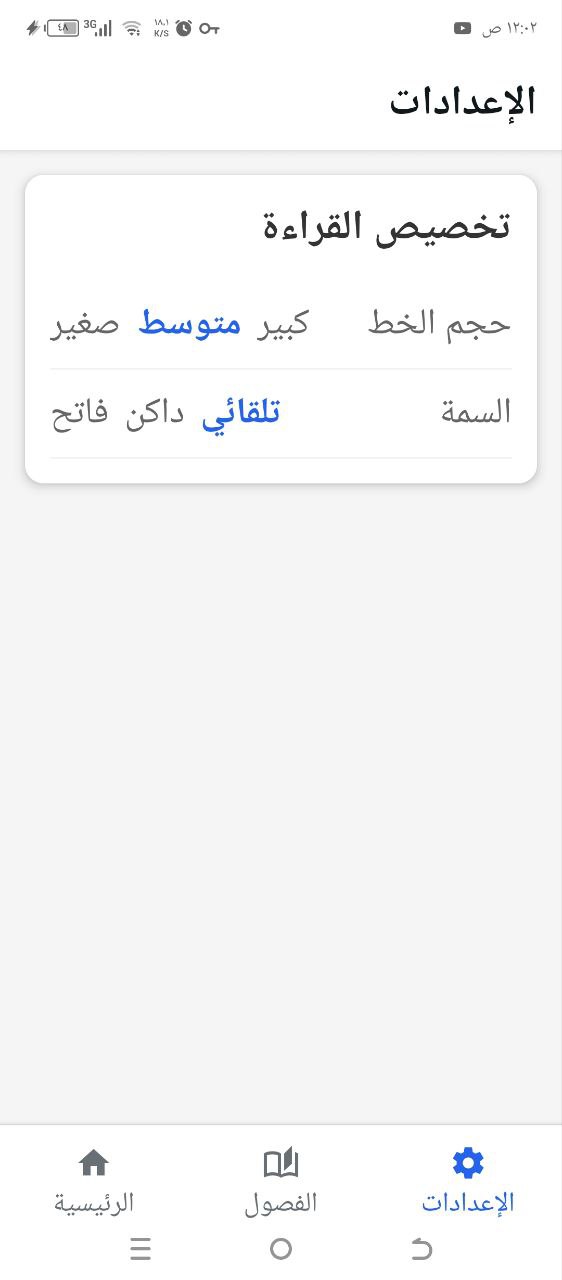 ١٢:٠٢ ص ١٨،١ K/S 3G ٤٨
الإعدادات
تخصيص القراءة
حجم الخط كبير متوسط صغير
السمة تلقائي داكن فاتح
الإعدادات الفصول الرئيسية